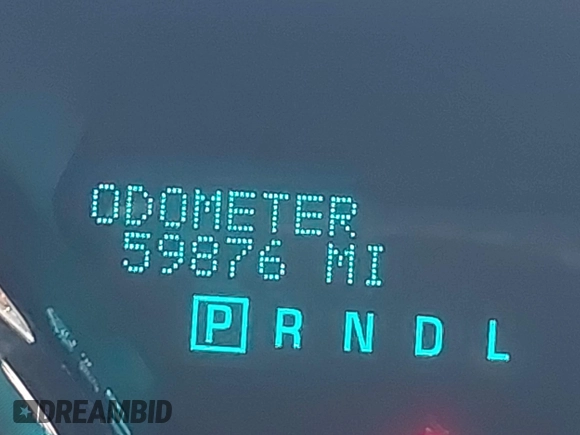 ODOMETER
59876 MI
P R N D L
DREAMBID